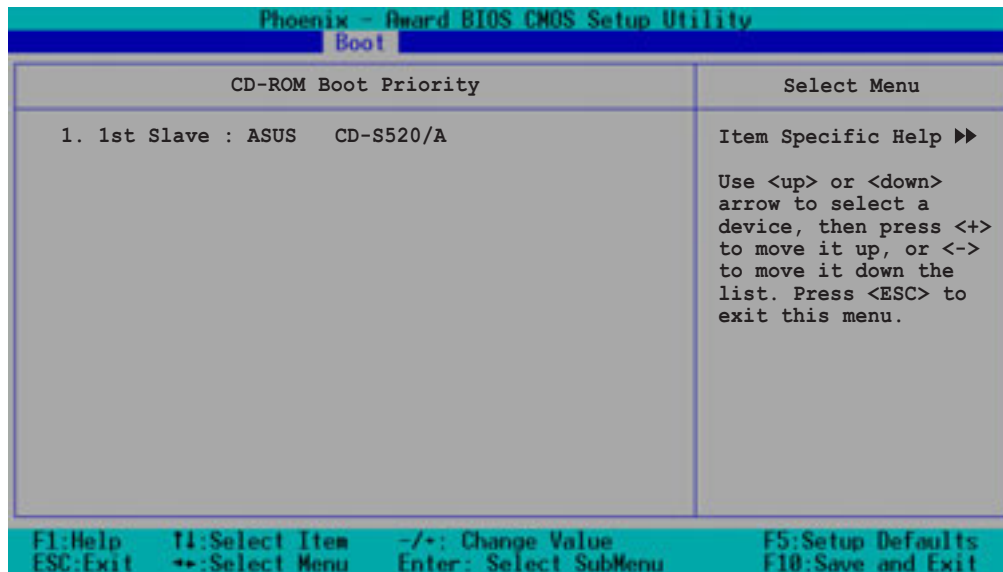 Phoenix - Award BIOS CMOS Setup Utility
Boot
CD-ROM Boot Priority
Select Menu
1. 1st Slave : ASUS CD-S520/A
Item Specific Help ▶▶
Use <up> or <down>
arrow to select a
device, then press <+>
to move it up, or <->
to move it down the
list. Press <ESC> to
exit this menu.
F1:Help ↑↓:Select Item -/+: Change Value F5:Setup Defaults
ESC:Exit ←→:Select Menu Enter: Select SubMenu F10:Save and Exit